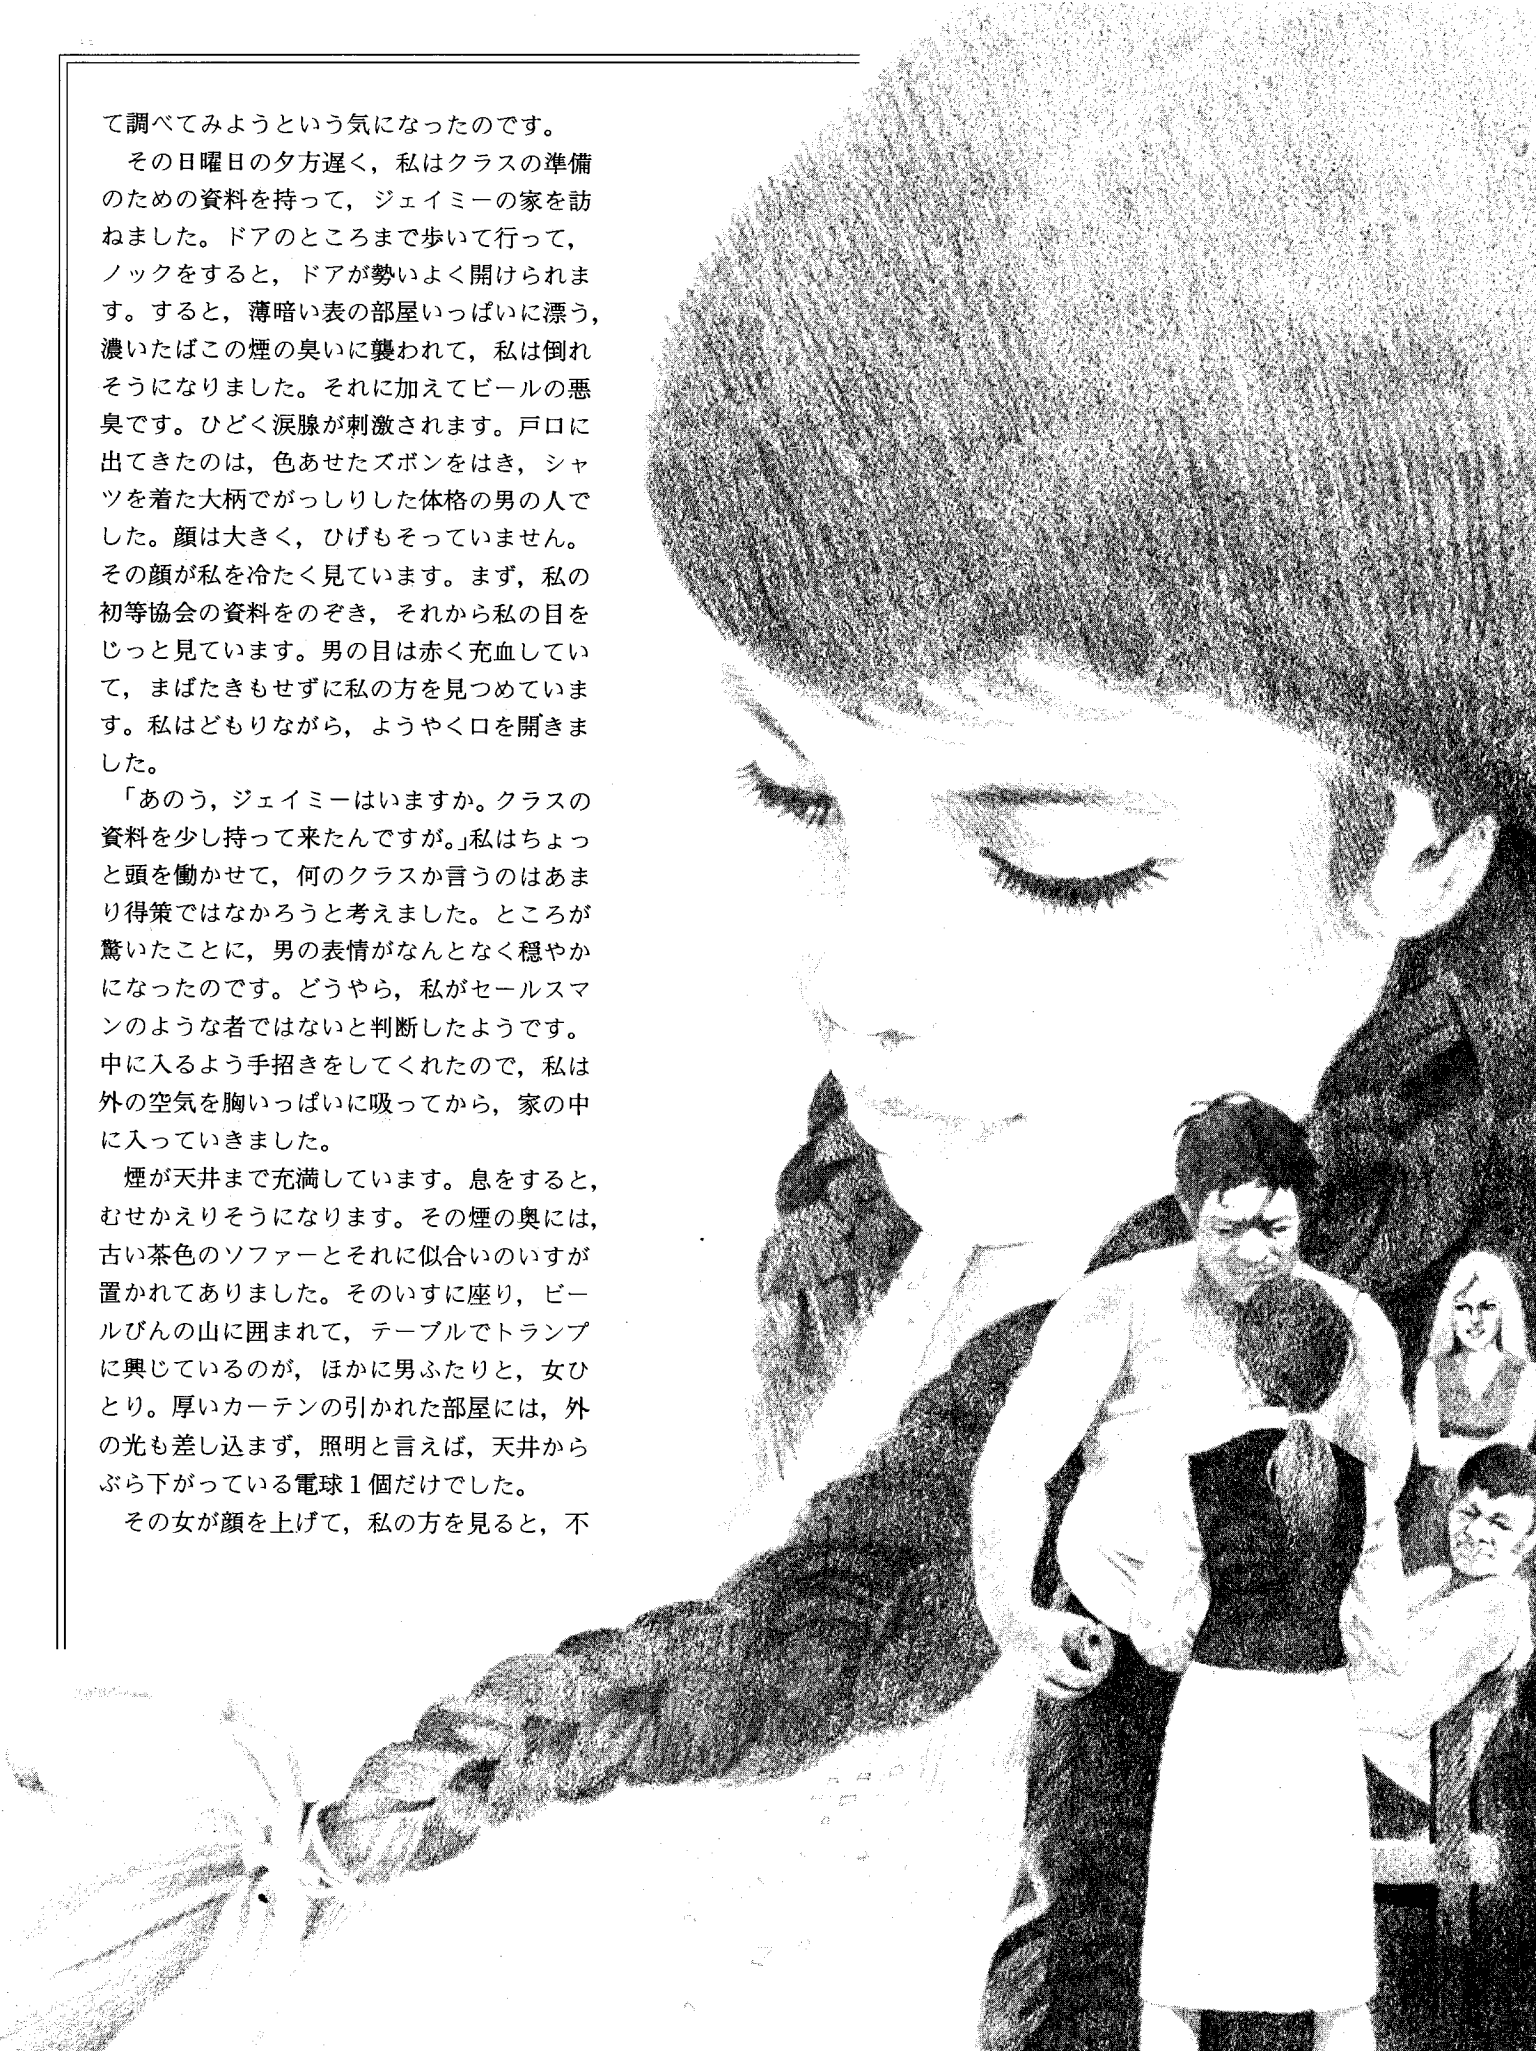 て調べてみようという気になったのです。
その日曜日の夕方遅く，私はクラスの準備
のための資料を持って，ジェイミーの家を訪
ねました。ドアのところまで歩いて行って，
ノックをすると，ドアが勢いよく開けられま
す。すると，薄暗い表の部屋いっぱいに漂う，
濃いたばこの煙の臭いに襲われて，私は倒れ
そうになりました。それに加えてビールの悪
臭です。ひどく涙腺が刺激されます。戸口に
出てきたのは，色あせたズボンをはき，シャ
ツを着た大柄でがっしりした体格の男の人で
した。顔は大きく，ひげもそっていません。
その顔が私を冷たく見ています。まず，私の
初等協会の資料をのぞき，それから私の目を
じっと見ています。男の目は赤く充血してい
て，まばたきもせずに私の方を見つめていま
す。私はどもりながら，ようやく口を開きま
した。
「あのう，ジェイミーはいますか。クラスの
資料を少し持って来たんですが。」私はちょっ
と頭を働かせて，何のクラスか言うのはあま
り得策ではなかろうと考えました。ところが
驚いたことに，男の表情がなんとなく穏やか
になったのです。どうやら，私がセールスマ
ンのような者ではないと判断したようです。
中に入るよう手招きをしてくれたので，私は
外の空気を胸いっぱいに吸ってから，家の中
に入っていきました。
煙が天井まで充満しています。息をすると，
むせかえりそうになります。その煙の奥には，
古い茶色のソファーとそれに似合いのいすが
置かれてありました。そのいすに座り，ビー
ルびんの山に囲まれて，テーブルでトランプ
に興じているのが，ほかに男ふたりと，女ひ
とり。厚いカーテンの引かれた部屋には，外
の光も差し込まず，照明と言えば，天井から
ぶら下がっている電球１個だけでした。
その女が顔を上げて，私の方を見ると，不